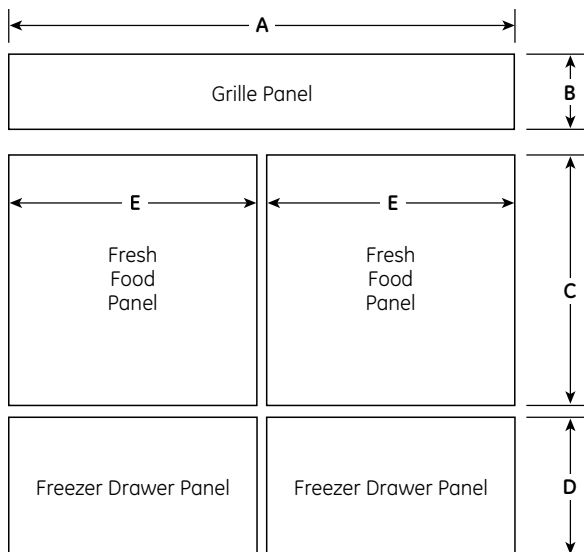 A
Grille Panel
B
E
E
Fresh
Food
Panel
Fresh
Food
Panel
C
Freezer Drawer Panel
Freezer Drawer Panel
D